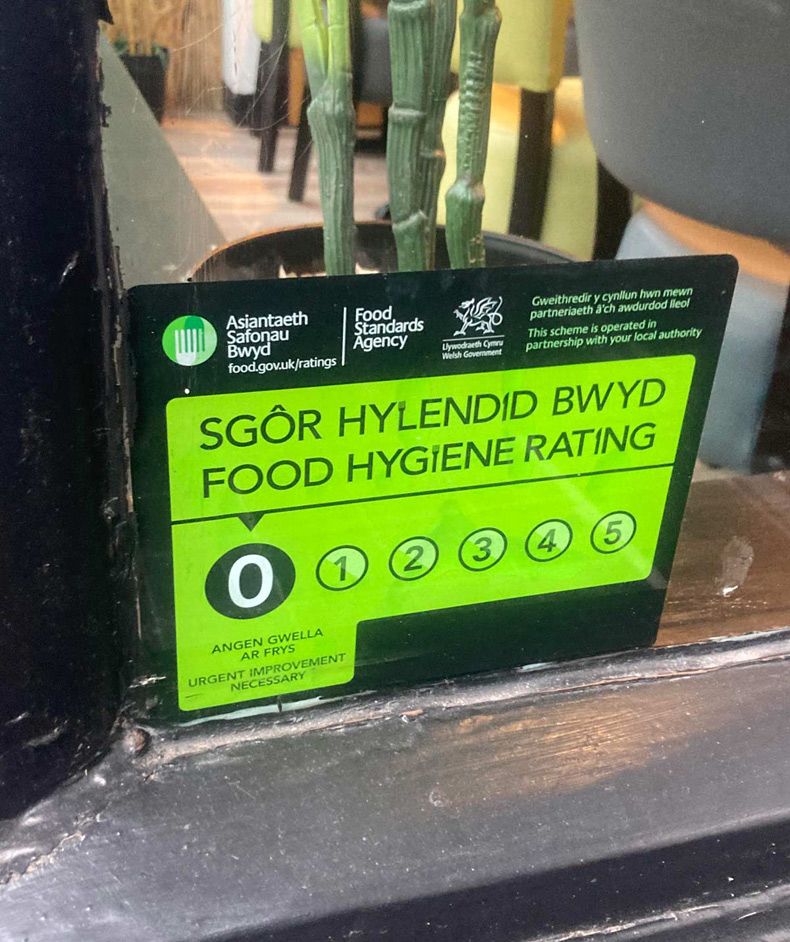 Asiantaeth
Safonau
Bwyd
food.gov.uk/ratings
Food
Standards
Agency
Llywodraeth Cymru
Welsh Government
Gweithredir y cynllun hwn mewn
partneriaeth â'ch awdurdod lleol
This scheme is operated in
partnership with your local authority
SGÔR HYLENDID BWYD
FOOD HYGIENE RATING
0 1 2 3 4 5
ANGEN GWELLA
AR FRYS
URGENT IMPROVEMENT
NECESSARY